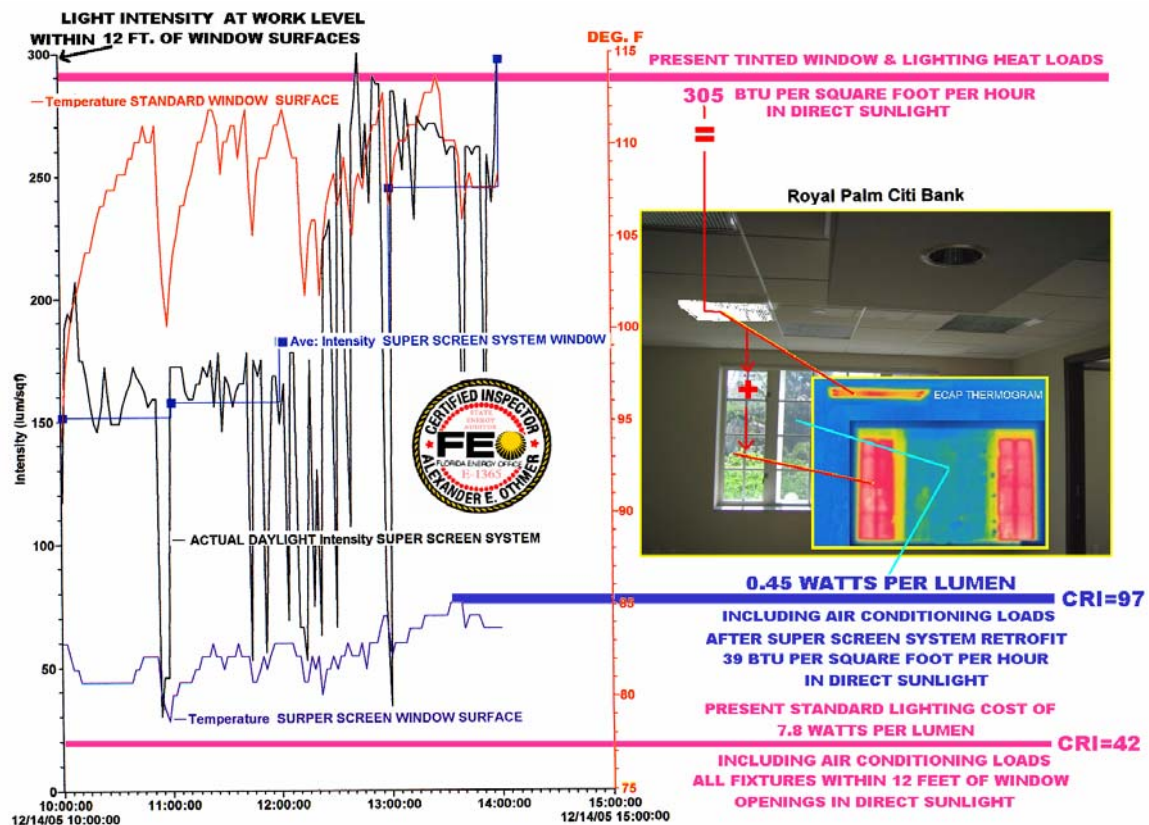 LIGHT INTENSITY AT WORK LEVEL
WITHIN 12 FT. OF WINDOW SURFACES
300
250
200
150
100
50
0
Intensity (lum/sqf)
DEG. F
115
110
105
100
95
90
85
80
75
Temperature STANDARD WINDOW SURFACE
Ave: Intensity SUPER SCREEN SYSTEM WINDOW
ACTUAL DAYLIGHT Intensity SUPER SCREEN SYSTEM
Temperature SURPER SCREEN WINDOW SURFACE
10:00:00
11:00:00
12:00:00
13:00:00
14:00:00
15:00:00
12/14/05 10:00:00
12/14/05 15:00:00
CERTIFIED INSPECTOR
STATE
ENERGY
AUDITOR
FEO
FLORIDA ENERGY OFFICE
E-1365
ALEXANDER E. OTHMER
PRESENT TINTED WINDOW & LIGHTING HEAT LOADS
305 BTU PER SQUARE FOOT PER HOUR
IN DIRECT SUNLIGHT
=
Royal Palm Citi Bank
+
ECAP THERMOGRAM
0.45 WATTS PER LUMEN
CRI=97
INCLUDING AIR CONDITIONING LOADS
AFTER SUPER SCREEN SYSTEM RETROFIT
39 BTU PER SQUARE FOOT PER HOUR
IN DIRECT SUNLIGHT
PRESENT STANDARD LIGHTING COST OF
7.8 WATTS PER LUMEN
CRI=42
INCLUDING AIR CONDITIONING LOADS
ALL FIXTURES WITHIN 12 FEET OF WINDOW
OPENINGS IN DIRECT SUNLIGHT